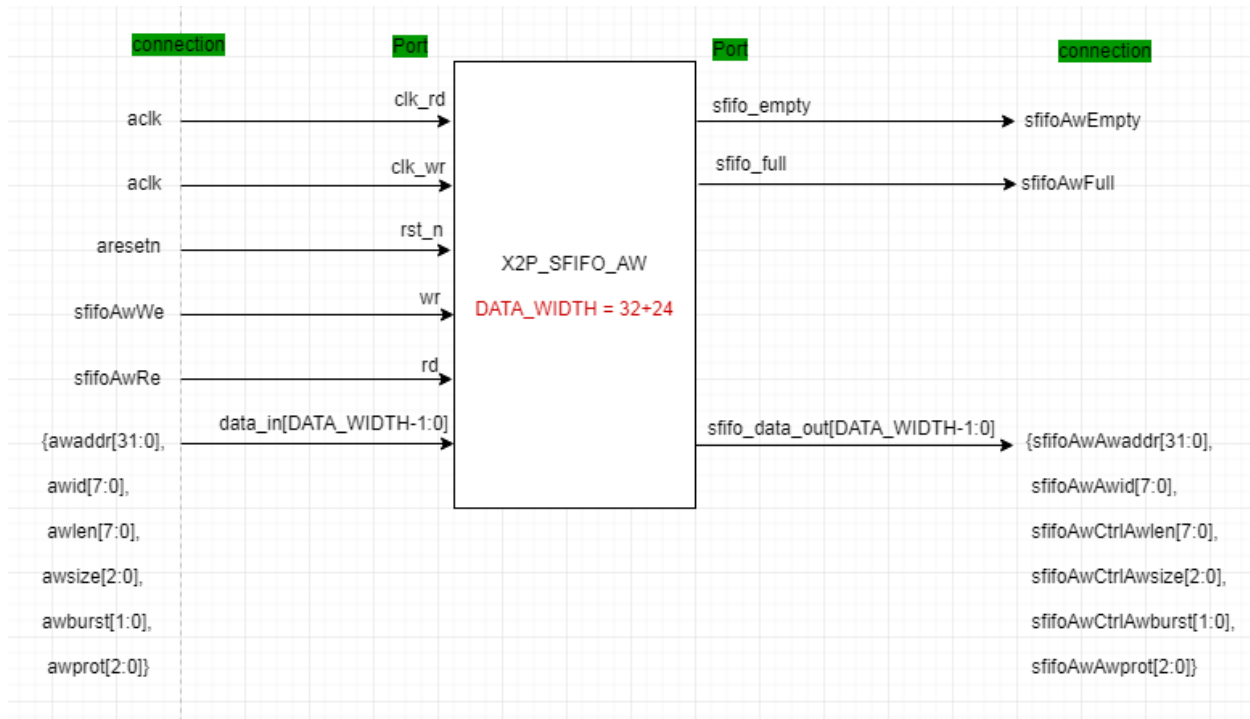 connection
Port
Port
connection
clk_rd
sfifo_empty
aclk
sfifoAwEmpty
clk_wr
sfifo_full
aclk
sfifoAwFull
rst_n
aresetn
X2P_SFIFO_AW
wr
sfifoAwWe
DATA_WIDTH = 32+24
rd
sfifoAwRe
data_in[DATA_WIDTH-1:0]
sfifo_data_out[DATA_WIDTH-1:0]
{awaddr[31:0],
{sfifoAwAwaddr[31:0],
awid[7:0],
sfifoAwAwid[7:0],
awlen[7:0],
sfifoAwCtrlAwlen[7:0],
awsize[2:0],
sfifoAwCtrlAwsize[2:0],
awburst[1:0],
sfifoAwCtrlAwburst[1:0],
awprot[2:0]}
sfifoAwAwprot[2:0]}